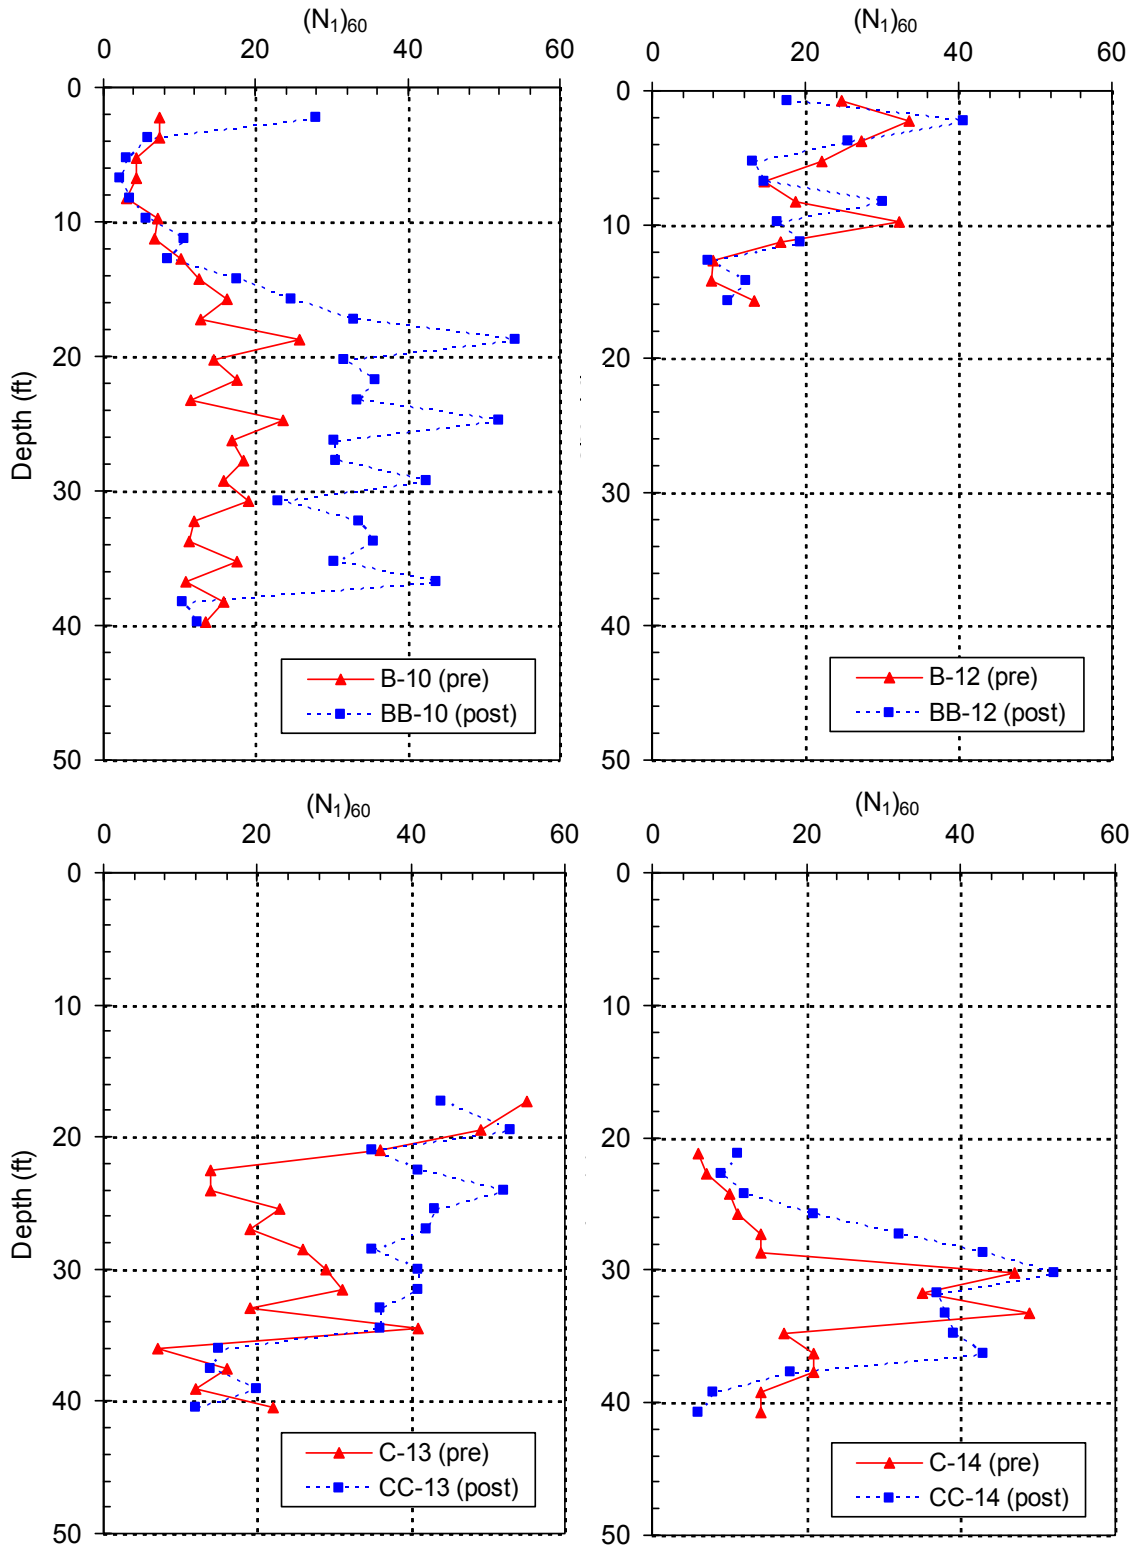 (N1)60
(N1)60
0 20 40 60
0 20 40 60
0
10
20
30
40
50
Depth (ft)
B-10 (pre)
BB-10 (post)
0
10
20
30
40
50
B-12 (pre)
BB-12 (post)
(N1)60
(N1)60
0 20 40 60
0 20 40 60
0
10
20
30
40
50
Depth (ft)
C-13 (pre)
CC-13 (post)
0
10
20
30
40
50
C-14 (pre)
CC-14 (post)